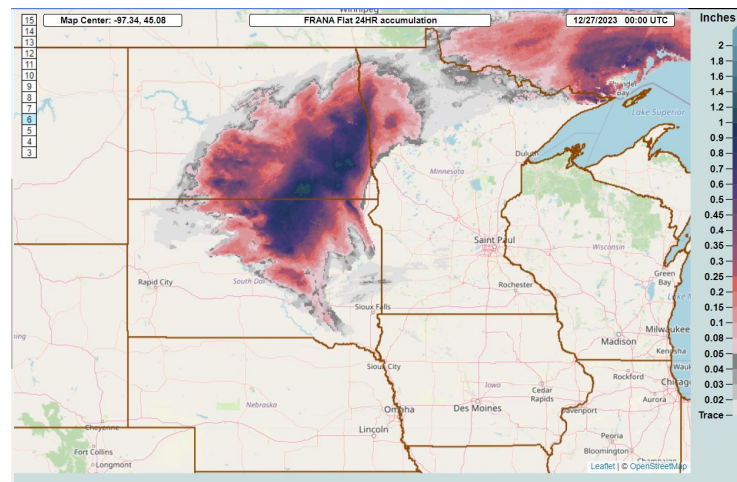 Winnipeg
15
14
13
12
11
10
9
8
7
6
5
4
3
Map Center: -97.34, 45.08
FRANA Flat 24HR accumulation
12/27/2023 00:00 UTC
Inches
2
1.8
1.6
1.4
1.2
1
0.9
0.8
0.7
0.6
0.5
0.45
0.4
0.35
0.3
0.25
0.2
0.15
0.1
0.08
0.05
0.04
0.03
0.02
Trace
Bay
Lake Superior
Duluth
Minnesota
Saint Paul
Wisconsin
Rapid City
South Dak
Rochester
Green
Bay
Sioux Falls
Madison
Milwaukee
Kenosha
Sioux City
Iowa
Cedar
Rapids
Rockford
Chicago
Aurora
Nebraska
Omaha
Des Moines
Davenport
Lincoln
Cheyenne
Peoria
Fort Collins
Bloomington
Longmont
Champaign
Leaflet | © OpenStreetMap